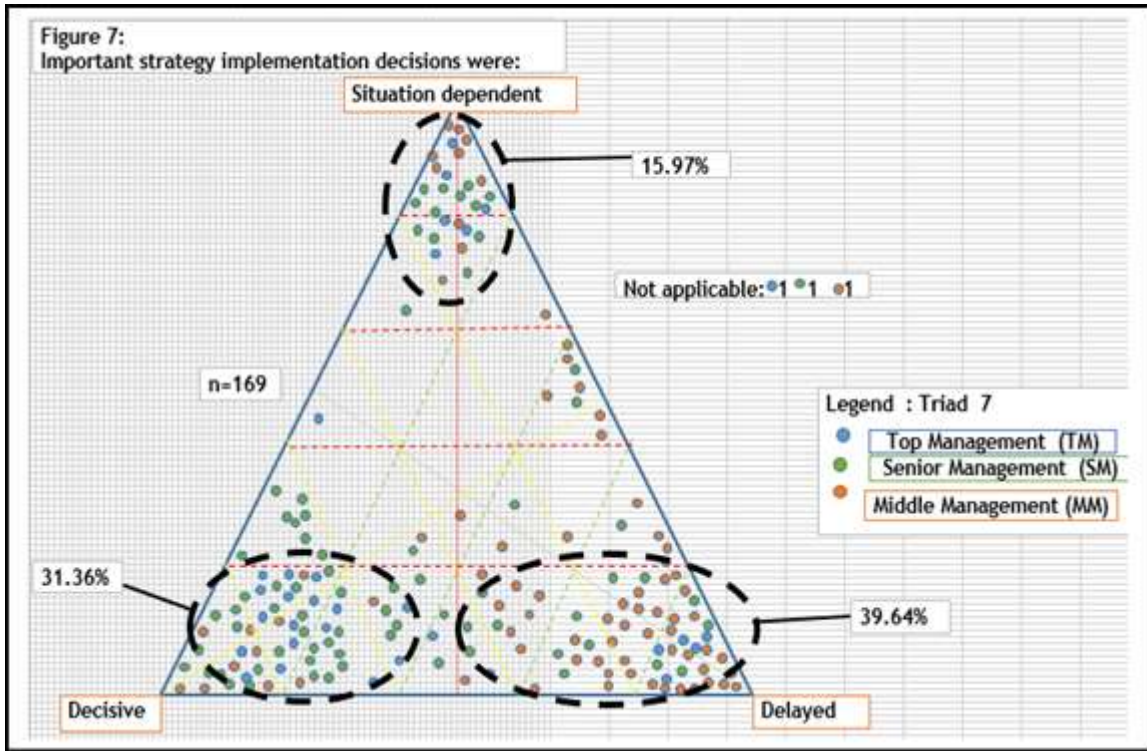 Figure 7:
Important strategy implementation decisions were:
Situation dependent
15.97%
Not applicable: 1 1 1
n=169
Legend : Triad 7
Top Management (TM)
Senior Management (SM)
Middle Management (MM)
31.36%
39.64%
Decisive
Delayed